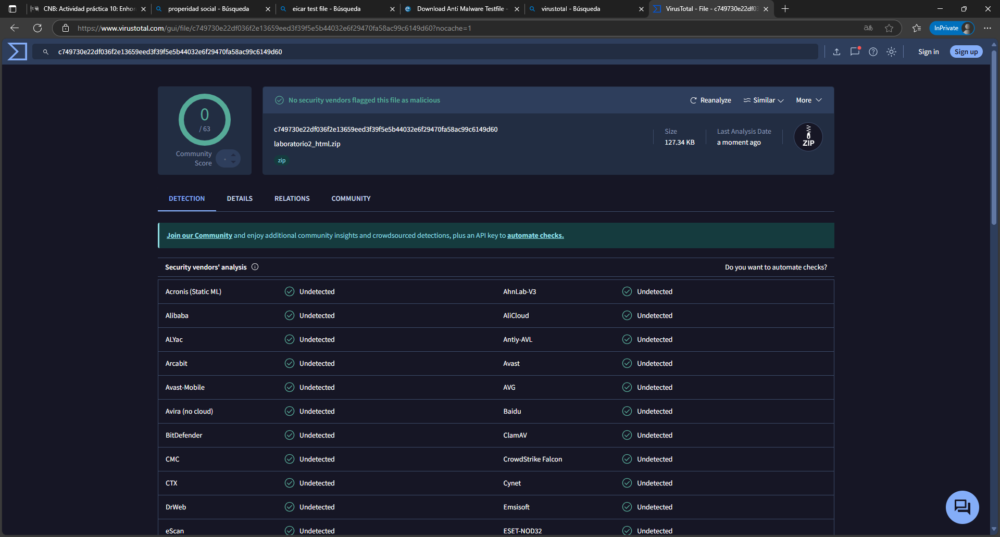 CNB: Actividad práctica 10: Enhor
properidad social - Búsqueda
eicar test file - Búsqueda
Download Anti Malware Testfile -
virustotal - Búsqueda
VirusTotal - File - c749730e22df03
https://www.virustotal.com/gui/file/c749730e22df036f2e13659eed3f39f5e5b44032e6f29470fa58ac99c6149d60?nocache=1
InPrivate
c749730e22df036f2e13659eed3f39f5e5b44032e6f29470fa58ac99c6149d60
Sign in
Sign up
0
/ 63
Community
Score
No security vendors flagged this file as malicious
Reanalyze
Similar
More
c749730e22df036f2e13659eed3f39f5e5b44032e6f29470fa58ac99c6149d60
laboratorio2_html.zip
zip
Size
127.34 KB
Last Analysis Date
a moment ago
ZIP
DETECTION
DETAILS
RELATIONS
COMMUNITY
Join our Community and enjoy additional community insights and crowdsourced detections, plus an API key to automate checks.
Security vendors' analysis
Do you want to automate checks?
Acronis (Static ML) Undetected AhnLab-V3 Undetected
Alibaba Undetected AliCloud Undetected
ALYac Undetected Antiy-AVL Undetected
Arcabit Undetected Avast Undetected
Avast-Mobile Undetected AVG Undetected
Avira (no cloud) Undetected Baidu Undetected
BitDefender Undetected ClamAV Undetected
CMC Undetected CrowdStrike Falcon Undetected
CTX Undetected Cynet Undetected
DrWeb Undetected Emsisoft Undetected
eScan Undetected ESET-NOD32 Undetected